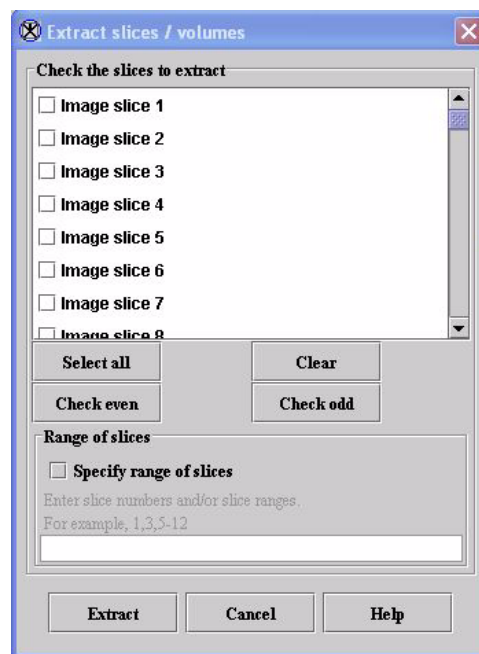 Extract slices / volumes
Check the slices to extract
Image slice 1
Image slice 2
Image slice 3
Image slice 4
Image slice 5
Image slice 6
Image slice 7
Image slice 8
Select all Clear
Check even Check odd
Range of slices
Specify range of slices
Enter slice numbers and/or slice ranges.
For example, 1,3,5-12
Extract Cancel Help